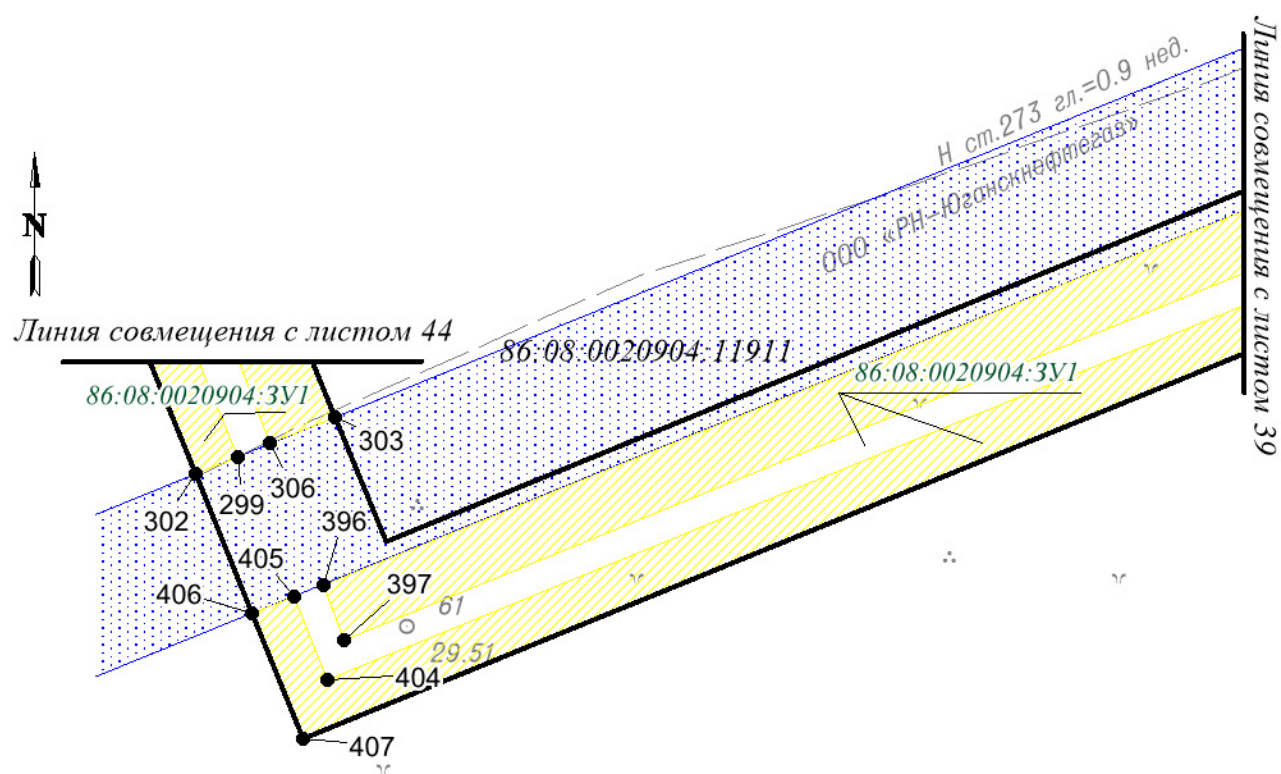 Н ст.273 гл.=0.9 нед.
ООО «РН-Юганскнефтегаз»
Линия совмещения с листом 39
N
Линия совмещения с листом 44
86:08:0020904:11911
86:08:0020904:ЗУ1
86:08:0020904:ЗУ1
303
306
299
302
396
405
397
406
61
29.51
404
407